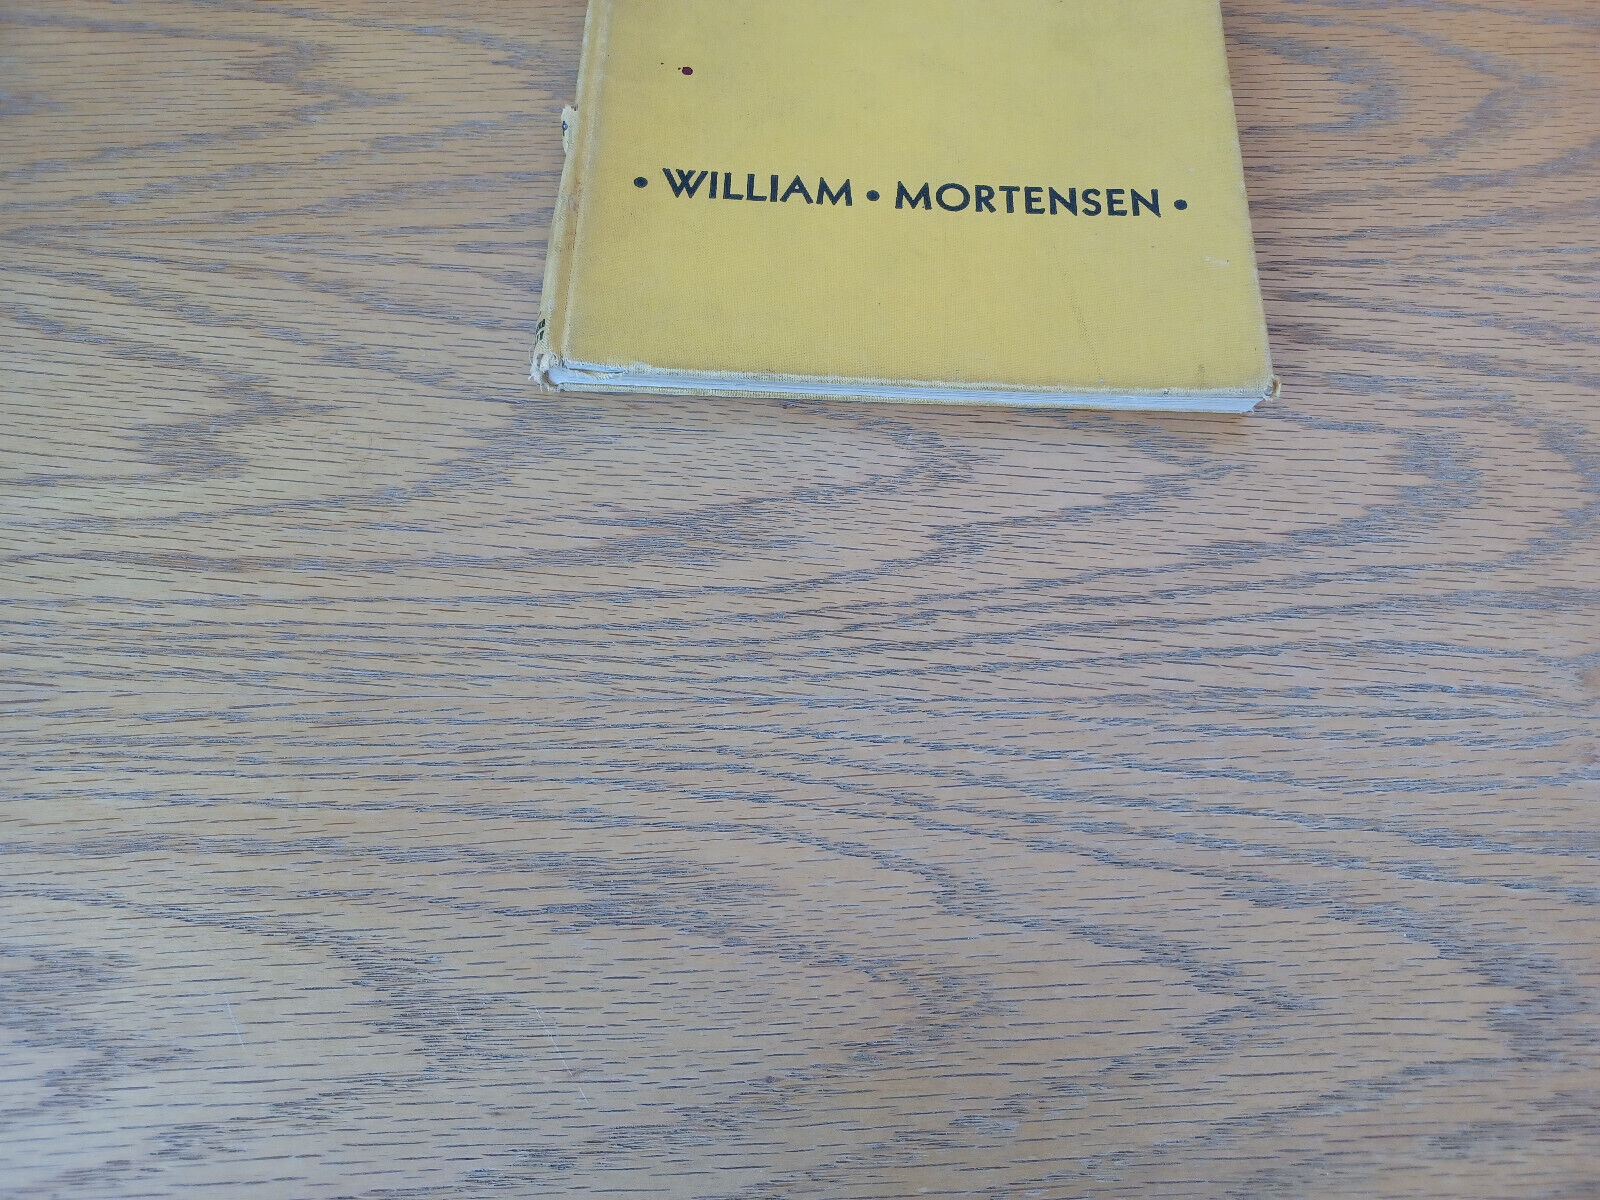 • WILLIAM • MORTENSEN •